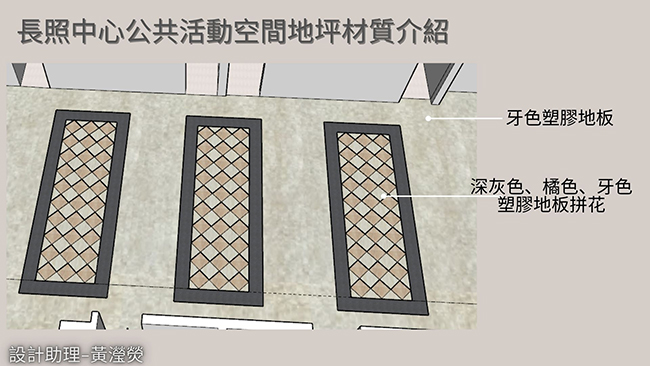 長照中心公共活動空間地坪材質介紹
牙色塑膠地板
深灰色、橘色、牙色
塑膠地板拼花
設計助理-黃瀅熒